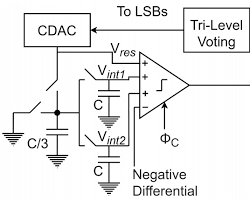 To LSBs
CDAC
Tri-Level
Voting
Vres
Vint1
+
+
+
−
C
C/3
Vint2
C
ΦC
Negative
Differential